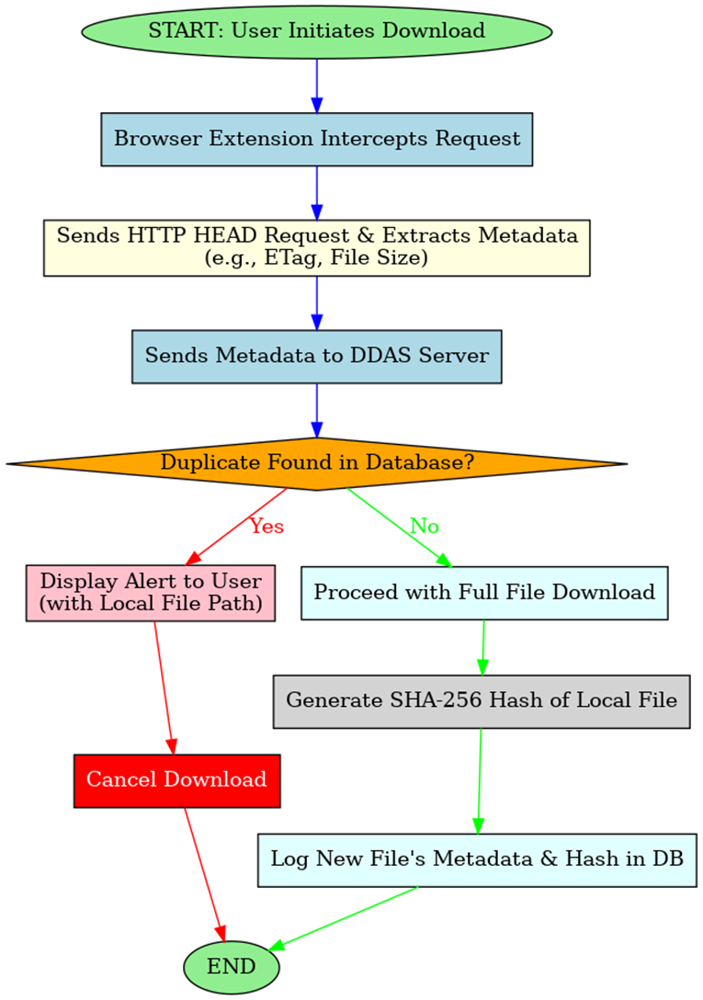 START: User Initiates Download
Browser Extension Intercepts Request
Sends HTTP HEAD Request & Extracts Metadata
(e.g., ETag, File Size)
Sends Metadata to DDAS Server
Duplicate Found in Database?
Yes
No
Display Alert to User
(with Local File Path)
Proceed with Full File Download
Generate SHA-256 Hash of Local File
Cancel Download
Log New File's Metadata & Hash in DB
END